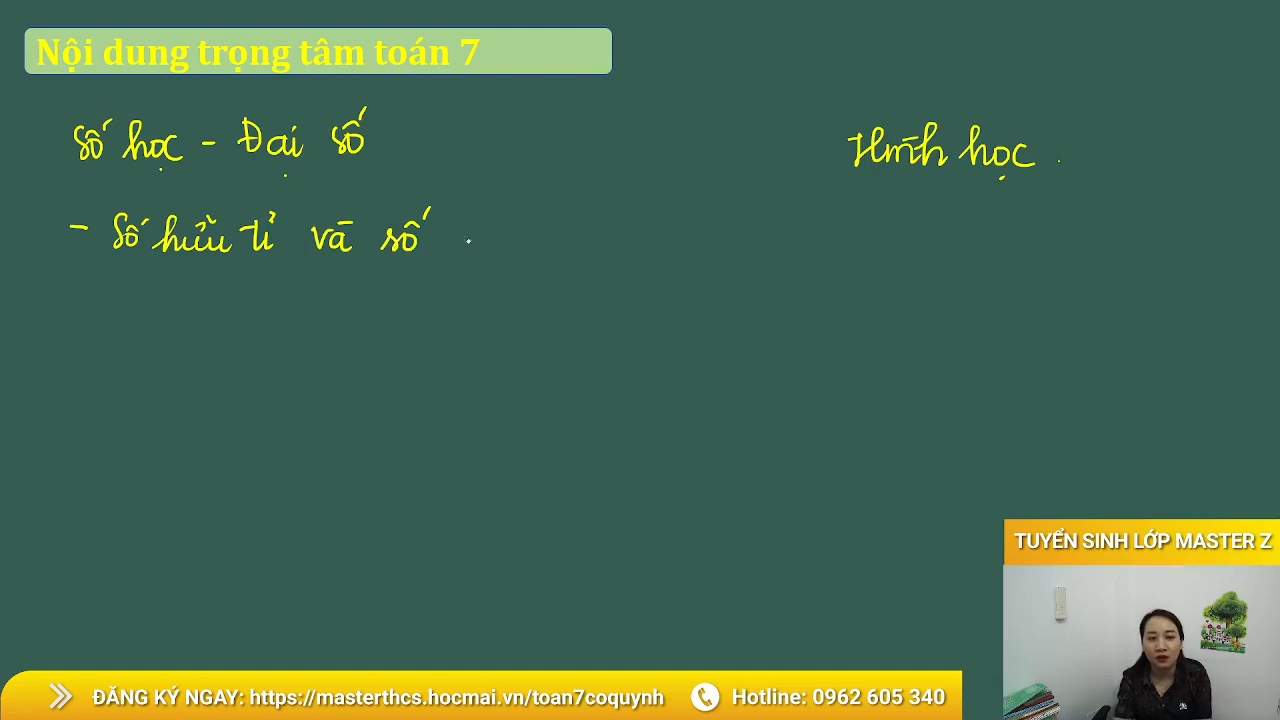 Nội dung trọng tâm toán 7
Số học - Đại số
Hình học
- Số hữu tỉ và số
TUYỂN SINH LỚP MASTER Z
ĐĂNG KÝ NGAY: https://masterthcs.hocmai.vn/toan7coquynh
Hotline: 0962 605 340